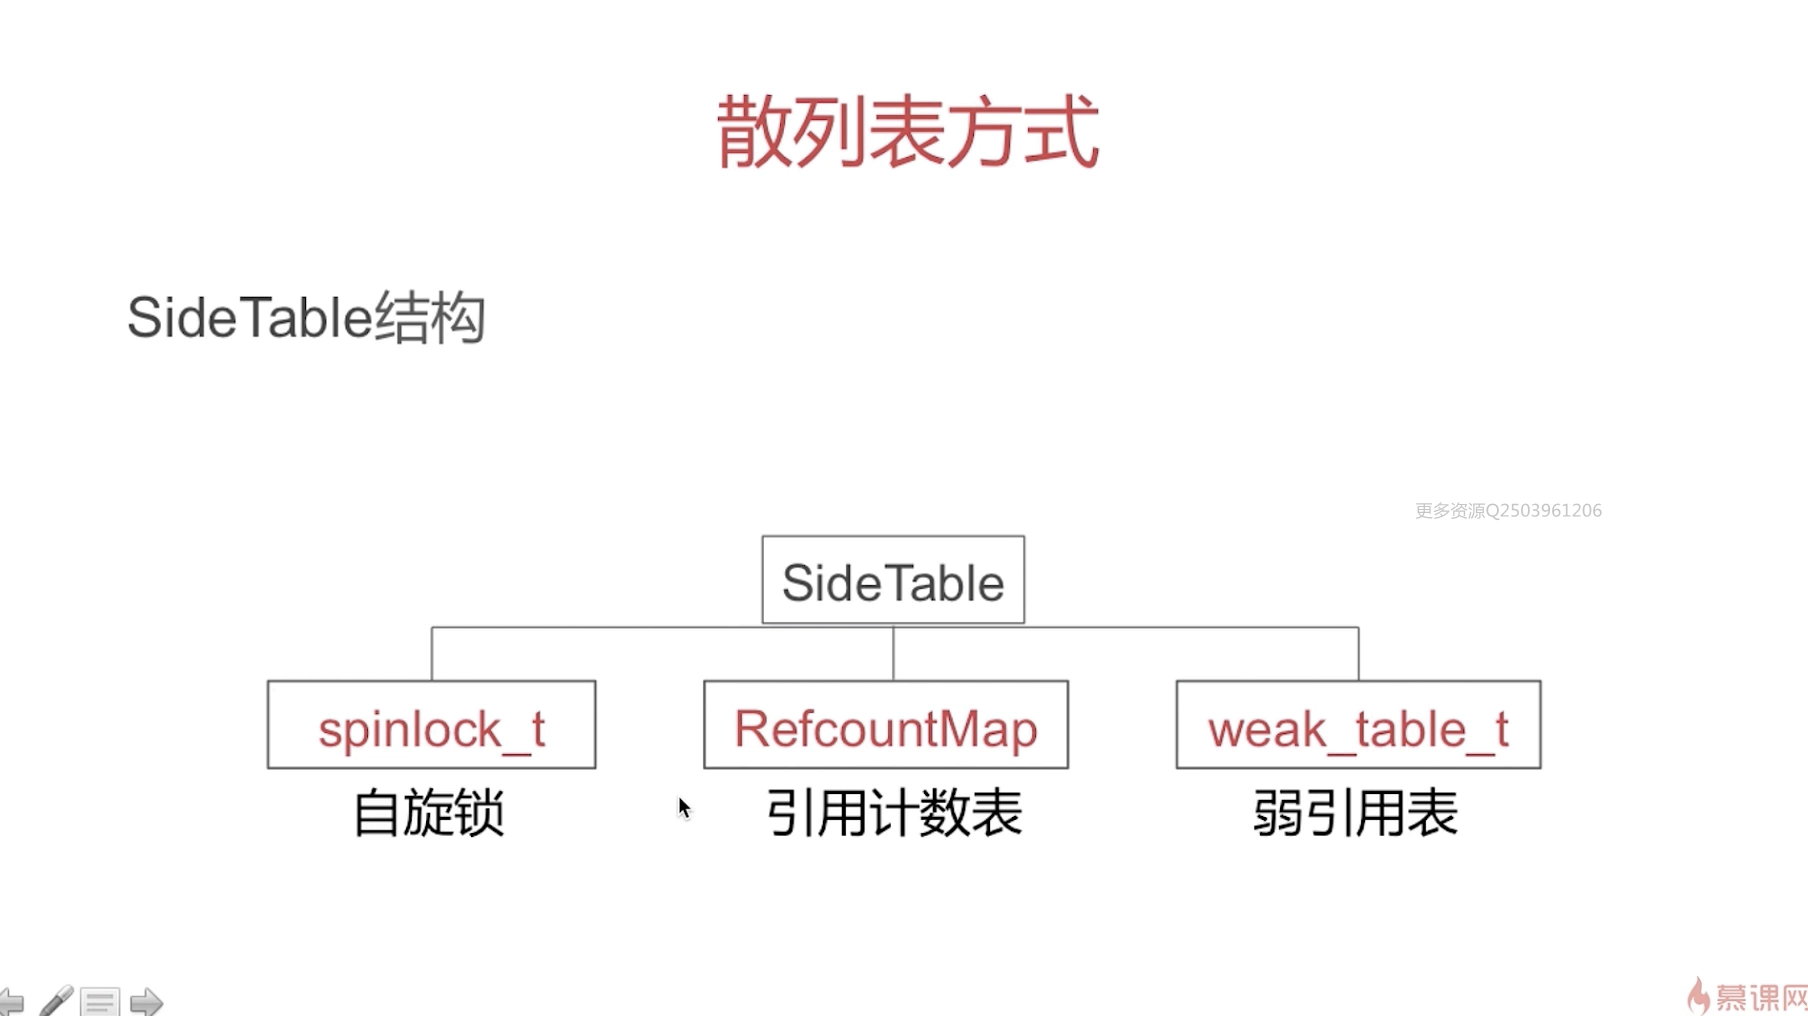 散列表方式
SideTable结构
更多资源Q2503961206
SideTable
spinlock_t
RefcountMap
weak_table_t
自旋锁
引用计数表
弱引用表
慕课网